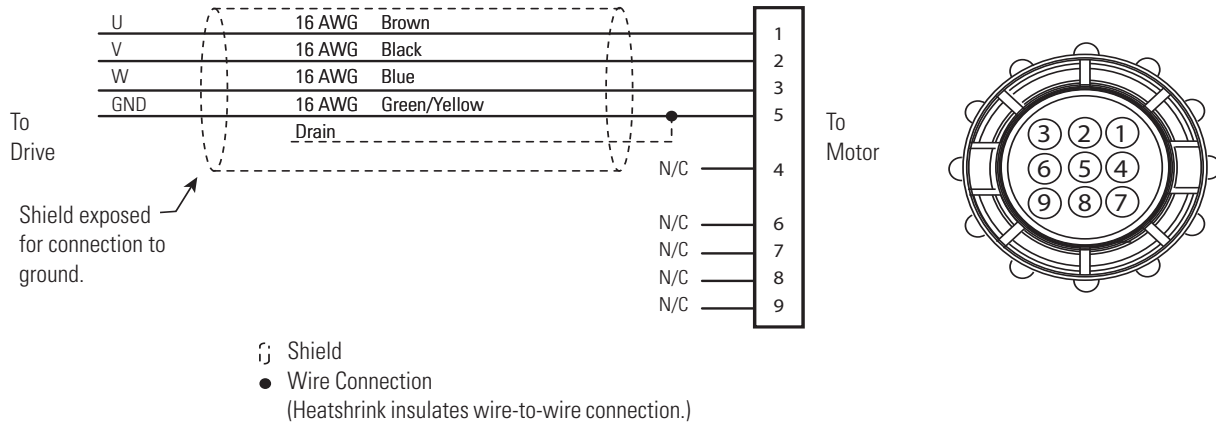 U 16 AWG Brown 1
V 16 AWG Black 2
W 16 AWG Blue 3
GND 16 AWG Green/Yellow 5
Drain
To
Drive
To
Motor
N/C 4
N/C 6
N/C 7
N/C 8
N/C 9
Shield exposed
for connection to
ground.
3 2 1
6 5 4
9 8 7
Shield
Wire Connection
(Heatshrink insulates wire-to-wire connection.)